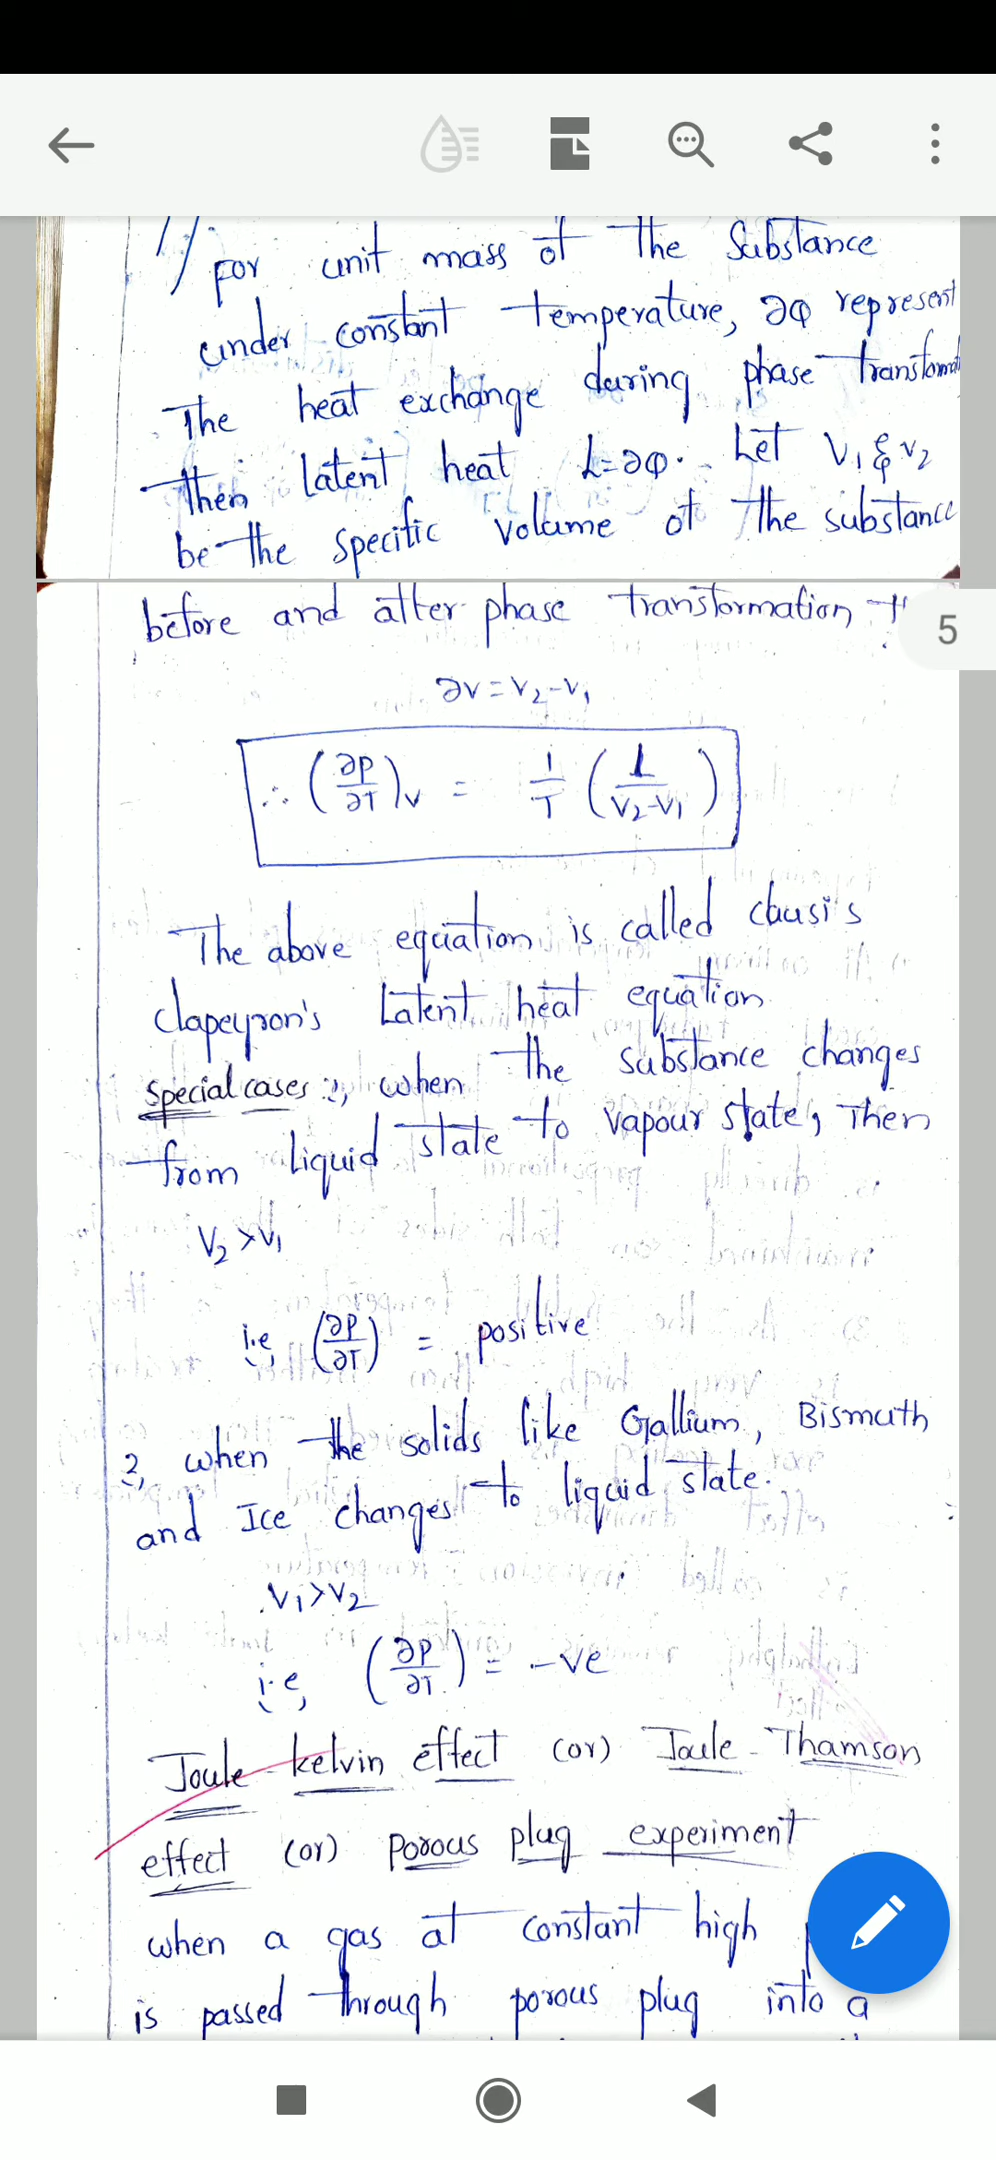 for unit mass of the Substance
under constant temperature, ∂Q represent
The heat exchange during phase transformat
Then latent heat L=∂Q. Let V₁ & V₂
be the specific volume of the substance
before and after phase transformation
5
∂V = V₂-V₁
∴ (∂P/∂T)ᵥ = 1/T (L/V₂-V₁)
The above equation is called clausi's
clapeyron's Latent heat equation
Special cases :, when the substance changes
from liquid state to vapour state, Then
V₂ > V₁
i.e, (∂P/∂T) = positive
2, when the solids like Gallium, Bismuth
and Ice changes to liquid state.
V₁ > V₂
i.e, (∂P/∂T) = -ve
Joule - kelvin effect (or) Joule - Thamson
effect (or) Porous plug experiment
when a gas at constant high
is passed through porous plug into a